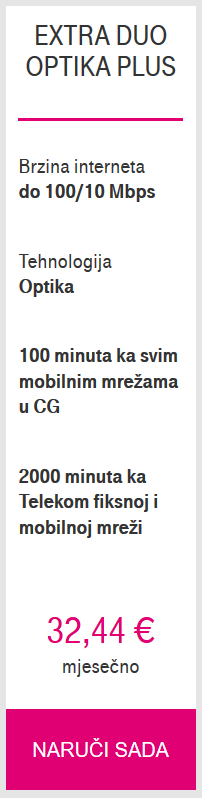 EXTRA DUO
OPTIKA PLUS
Brzina interneta
do 100/10 Mbps
Tehnologija
Optika
100 minuta ka svim
mobilnim mrežama
u CG
2000 minuta ka
Telekom fiksnoj i
mobilnoj mreži
32,44 €
mjesečno
NARUČI SADA